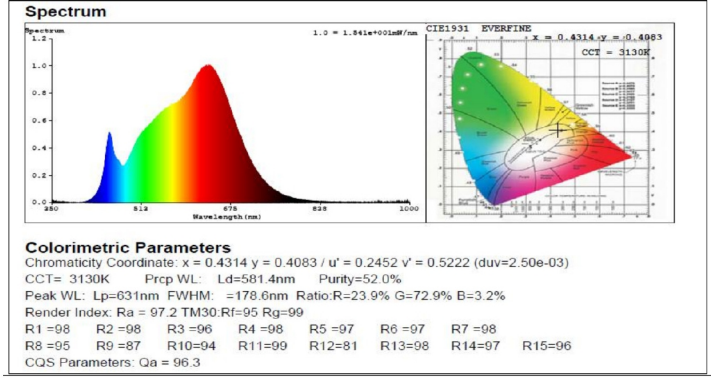 Spectrum
Spectrum
1.0 = 1.841e+001mW/nm
1.2
1.0
0.8
0.6
0.4
0.2
0.0
350
513
675
838
1000
Wavelength(nm)
CIE1931 EVERFINE
x = 0.4314 y = 0.4083
CCT = 3130K
Colorimetric Parameters
Chromaticity Coordinate: x = 0.4314 y = 0.4083 / u' = 0.2452 v' = 0.5222 (duv=2.50e-03)
CCT= 3130K Prcp WL: Ld=581.4nm Purity=52.0%
Peak WL: Lp=631nm FWHM: =178.6nm Ratio:R=23.9% G=72.9% B=3.2%
Render Index: Ra = 97.2 TM30:Rf=95 Rg=99
R1 =98 R2 =98 R3 =96 R4 =98 R5 =97 R6 =97 R7 =98
R8 =95 R9 =87 R10=94 R11=99 R12=81 R13=98 R14=97 R15=96
CQS Parameters: Qa = 96.3